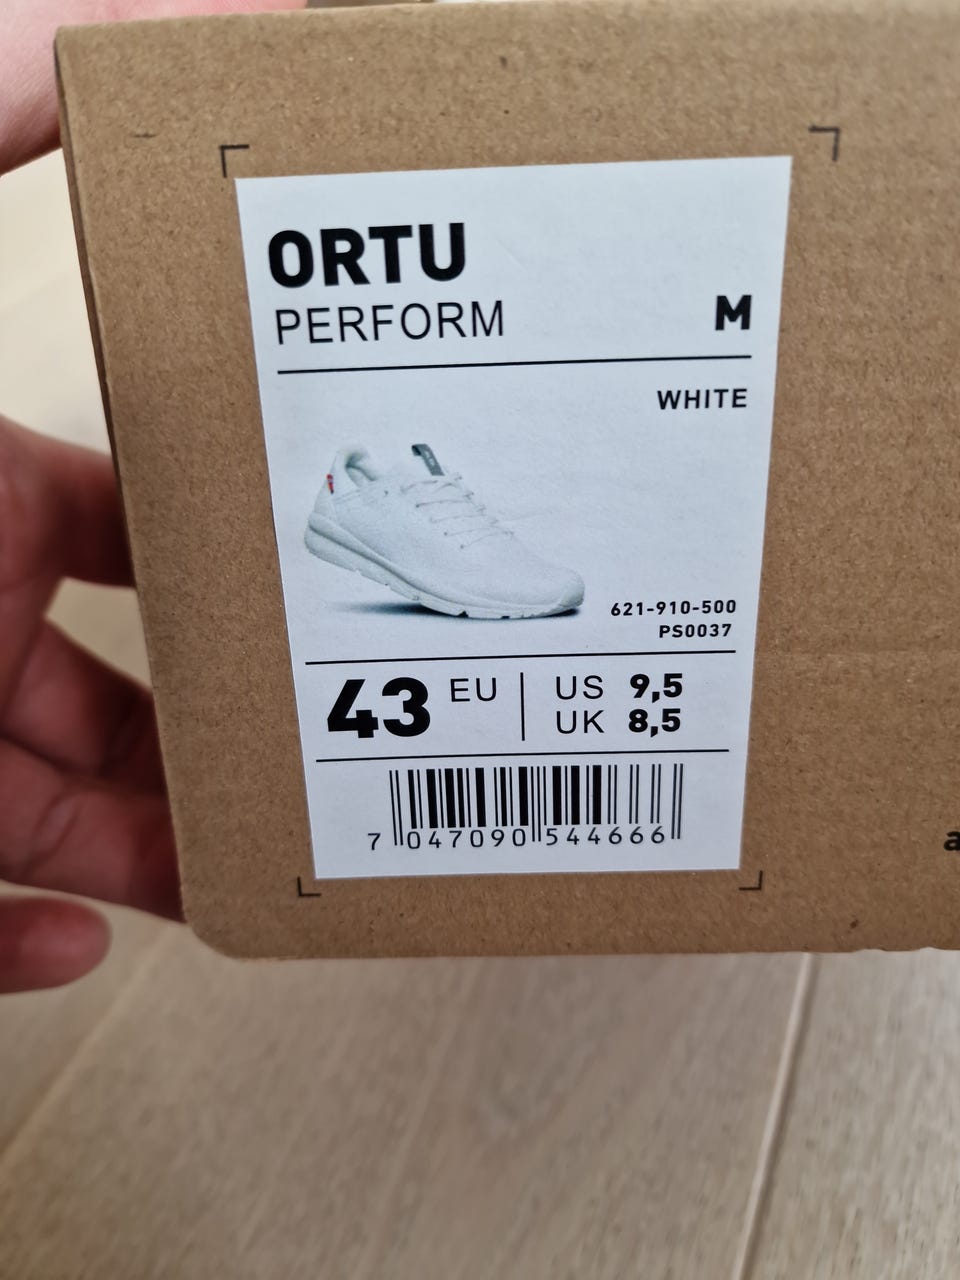 ORTU
PERFORM
M
WHITE
621-910-500
PS0037
43 EU
US 9,5
UK 8,5
7 047090 544666